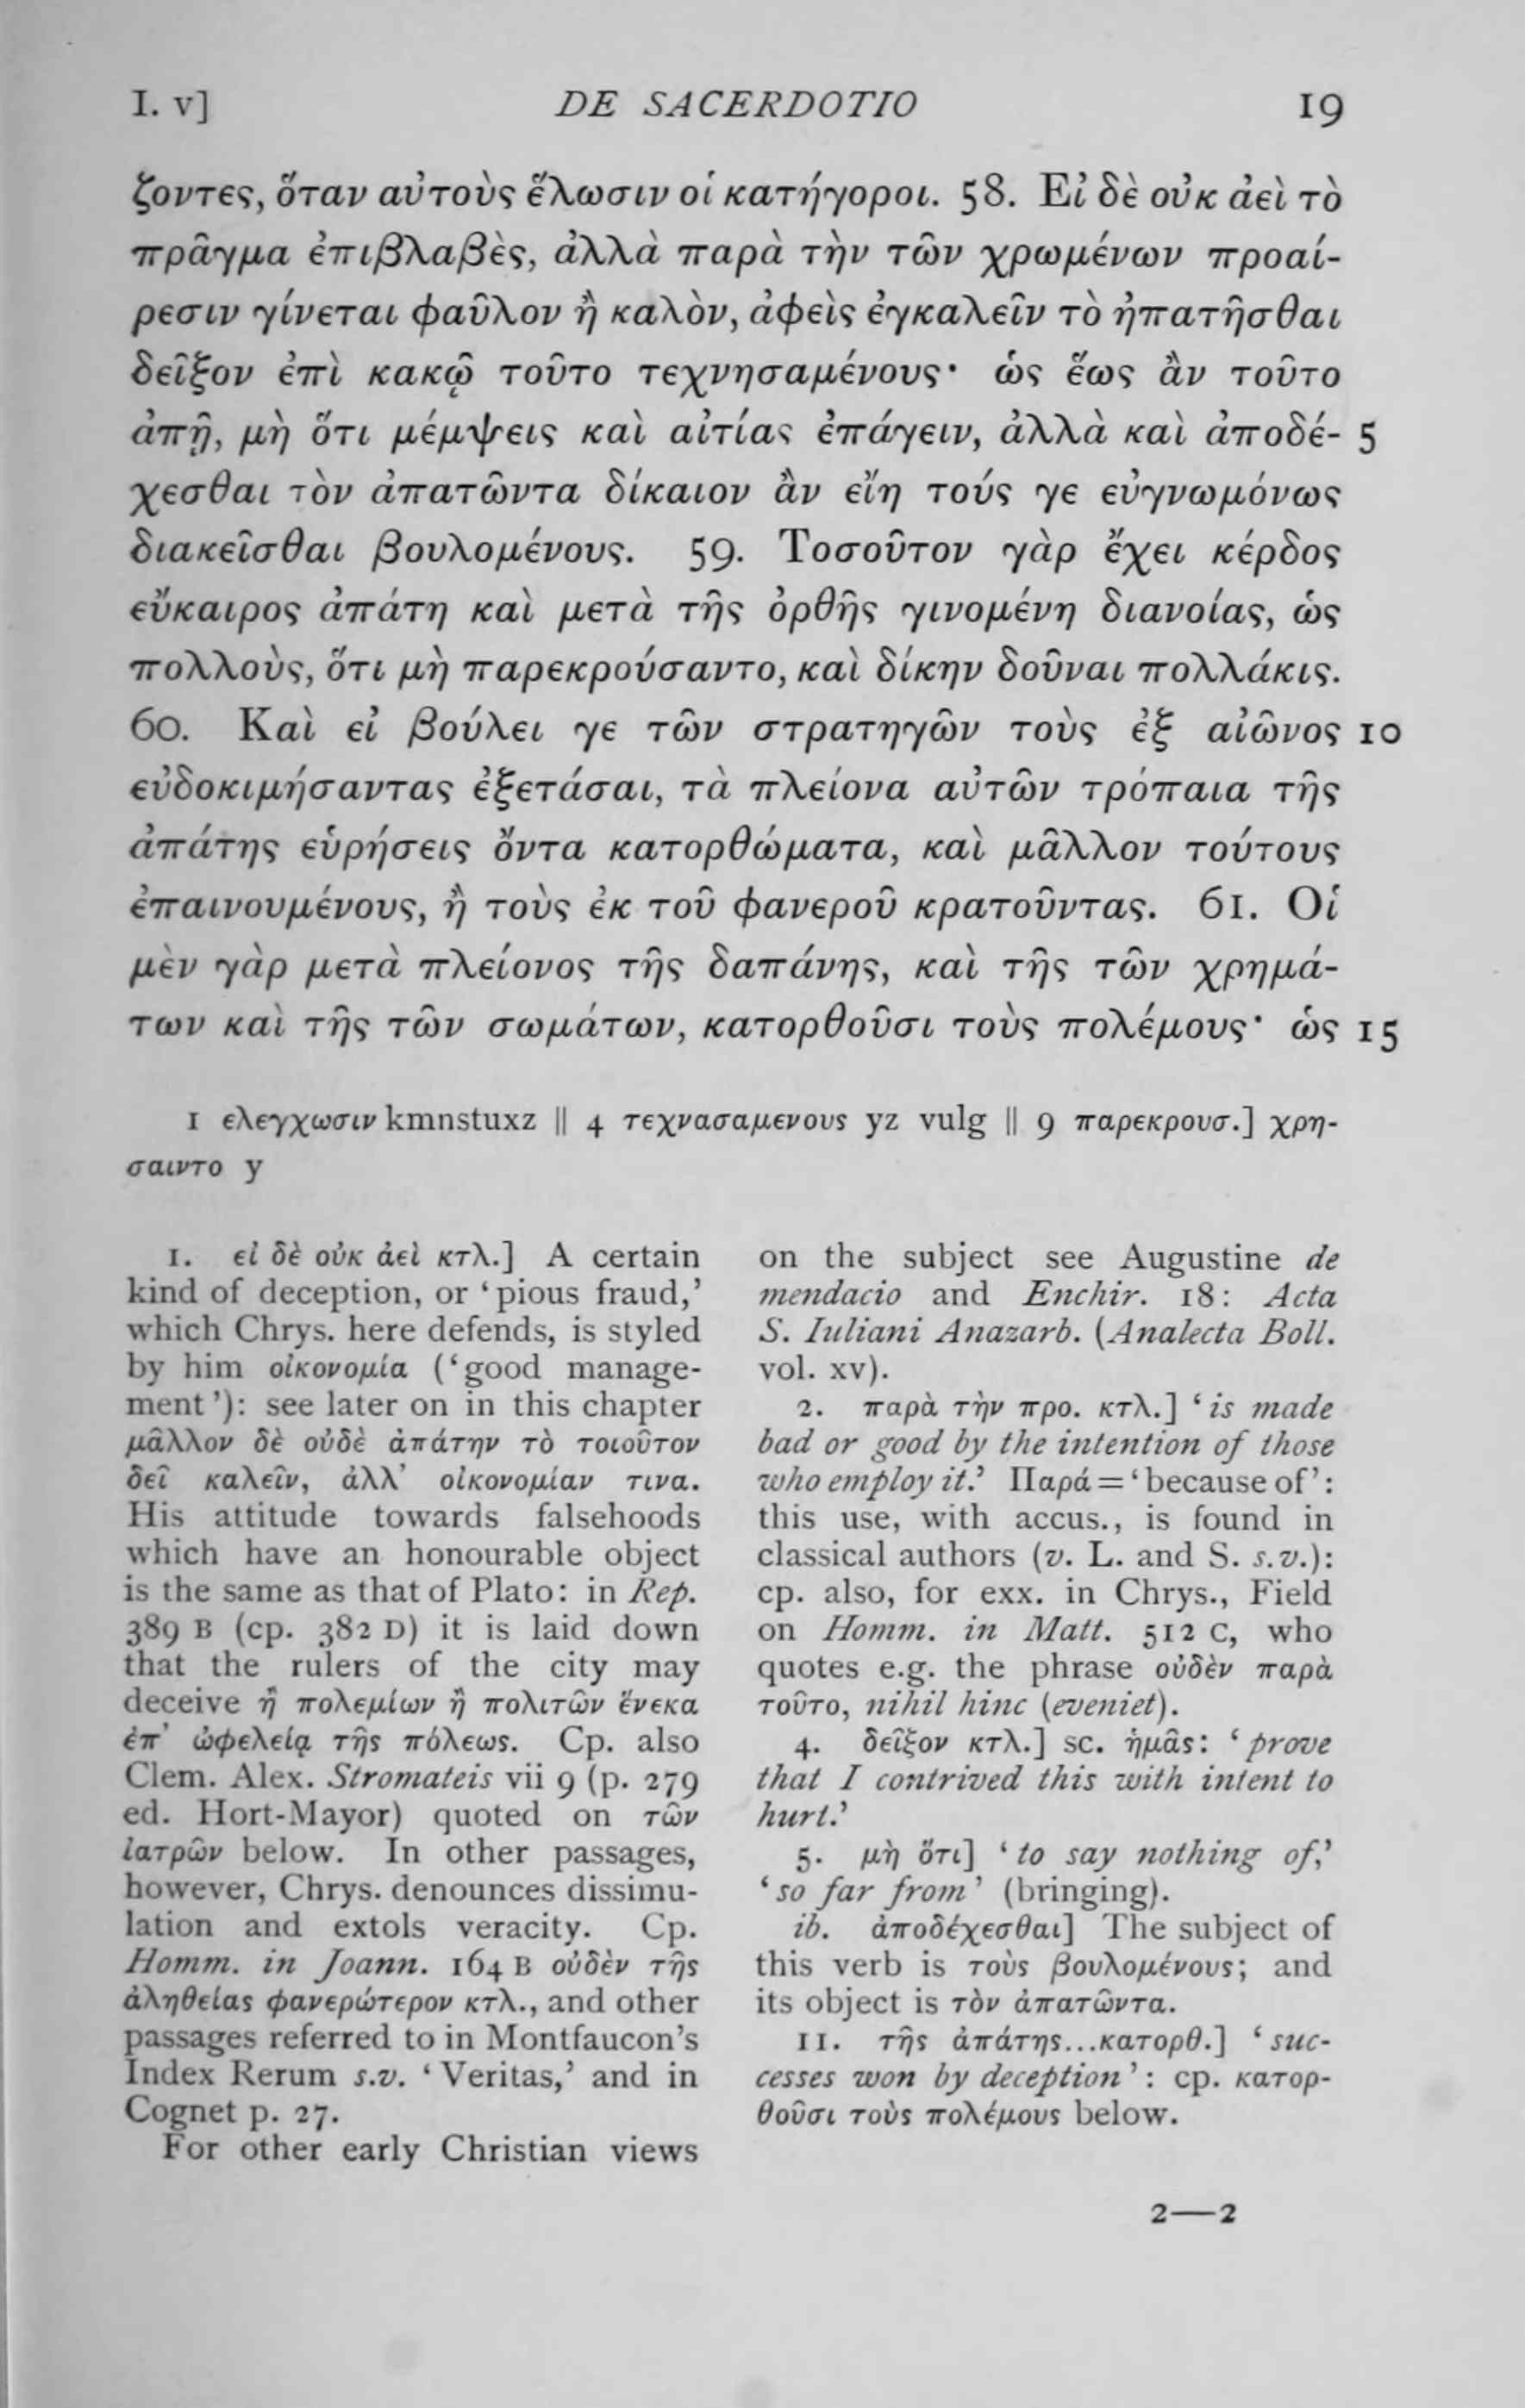 I. v] DE SACERDOTIO 19
ζοντες, ὅταν αὐτοὺς ἕλωσιν οἱ κατήγοροι. 58. Εἰ δὲ οὐκ ἀεὶ τὸ
πρᾶγμα ἐπιβλαβὲς, ἀλλὰ παρὰ τὴν τῶν χρωμένων προαί-
ρεσιν γίνεται φαῦλον ἢ καλὸν, ἀφεὶς ἐγκαλεῖν τὸ ἠπατῆσθαι
δεῖξον ἐπὶ κακῷ τοῦτο τεχνησαμένους· ὡς ἕως ἂν τοῦτο
ἀπῇ, μὴ ὅτι μέμψεις καὶ αἰτίας ἐπάγειν, ἀλλὰ καὶ ἀποδέ- 5
χεσθαι τὸν ἀπατῶντα δίκαιον ἂν εἴη τούς γε εὐγνωμόνως
διακεῖσθαι βουλομένους. 59. Τοσοῦτον γὰρ ἔχει κέρδος
εὔκαιρος ἀπάτη καὶ μετὰ τῆς ὀρθῆς γινομένη διανοίας, ὡς
πολλοὺς, ὅτι μὴ παρεκρούσαντο, καὶ δίκην δοῦναι πολλάκις.
60. Καὶ εἰ βούλει γε τῶν στρατηγῶν τοὺς ἐξ αἰῶνος 10
εὐδοκιμήσαντας ἐξετάσαι, τὰ πλείονα αὐτῶν τρόπαια τῆς
ἀπάτης εὑρήσεις ὄντα κατορθώματα, καὶ μᾶλλον τούτους
ἐπαινουμένους, ἢ τοὺς ἐκ τοῦ φανεροῦ κρατοῦντας. 61. Οἱ
μὲν γὰρ μετὰ πλείονος τῆς δαπάνης, καὶ τῆς τῶν χρημά-
των καὶ τῆς τῶν σωμάτων, κατορθοῦσι τοὺς πολέμους· ὡς 15
1 ελεγχωσιν kmnstuxz || 4 τεχνασαμενους yz vulg || 9 παρεκρουσ.] χρη-
σαιντο y
1. εἰ δὲ οὐκ ἀεὶ κτλ.] A certain
kind of deception, or ‘pious fraud,’
which Chrys. here defends, is styled
by him οἰκονομία (‘good manage-
ment’): see later on in this chapter
μᾶλλον δὲ οὐδὲ ἀπάτην τὸ τοιοῦτον
δεῖ καλεῖν, ἀλλ’ οἰκονομίαν τινα.
His attitude towards falsehoods
which have an honourable object
is the same as that of Plato: in Rep.
389 B (cp. 382 D) it is laid down
that the rulers of the city may
deceive ἢ πολεμίων ἢ πολιτῶν ἕνεκα
ἐπ’ ὠφελείᾳ τῆς πόλεως. Cp. also
Clem. Alex. Stromateis vii 9 (p. 279
ed. Hort-Mayor) quoted on τῶν
ἰατρῶν below. In other passages,
however, Chrys. denounces dissimu-
lation and extols veracity. Cp.
Homm. in Joann. 164 B οὐδὲν τῆς
ἀληθείας φανερώτερον κτλ., and other
passages referred to in Montfaucon’s
Index Rerum s.v. ‘Veritas,’ and in
Cognet p. 27.
For other early Christian views
on the subject see Augustine de
mendacio and Enchir. 18: Acta
S. Iuliani Anazarb. (Analecta Boll.
vol. xv).
2. παρὰ τὴν προ. κτλ.] ‘is made
bad or good by the intention of those
who employ it.’ Παρά = ‘because of’:
this use, with accus., is found in
classical authors (v. L. and S. s.v.):
cp. also, for exx. in Chrys., Field
on Homm. in Matt. 512 C, who
quotes e.g. the phrase οὐδὲν παρὰ
τοῦτο, nihil hinc (eveniet).
4. δεῖξον κτλ.] sc. ἡμᾶς: ‘prove
that I contrived this with intent to
hurt.’
5. μὴ ὅτι] ‘to say nothing of,’
‘so far from’ (bringing).
ib. ἀποδέχεσθαι] The subject of
this verb is τοὺς βουλομένους; and
its object is τὸν ἀπατῶντα.
11. τῆς ἀπάτης...κατορθ.] ‘suc-
cesses won by deception’: cp. κατορ-
θοῦσι τοὺς πολέμους below.
2—2